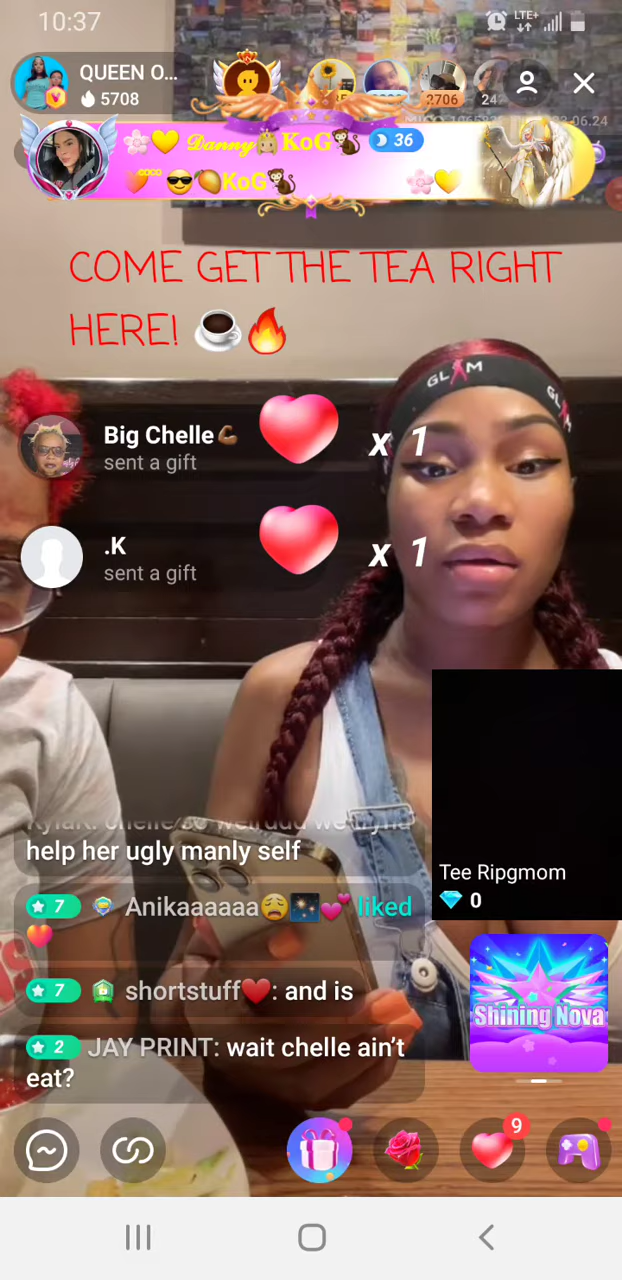 10:37
LTE+
QUEEN O...
5708
2706
🌸💛 Danny🙈KoG🐒 36
KoG🐒
COME GET THE TEA RIGHT
HERE! ☕🔥
GLAM
Big Chelle💪🏾
sent a gift
x 1
.K
sent a gift
x 1
help her ugly manly self
7 Anikaaaaaa😩🎇💕 liked
7 shortstuff❤️: and is
2 JAY PRINT: wait chelle ain't
eat?
Tee Ripgmom
0
Shining Nova
9